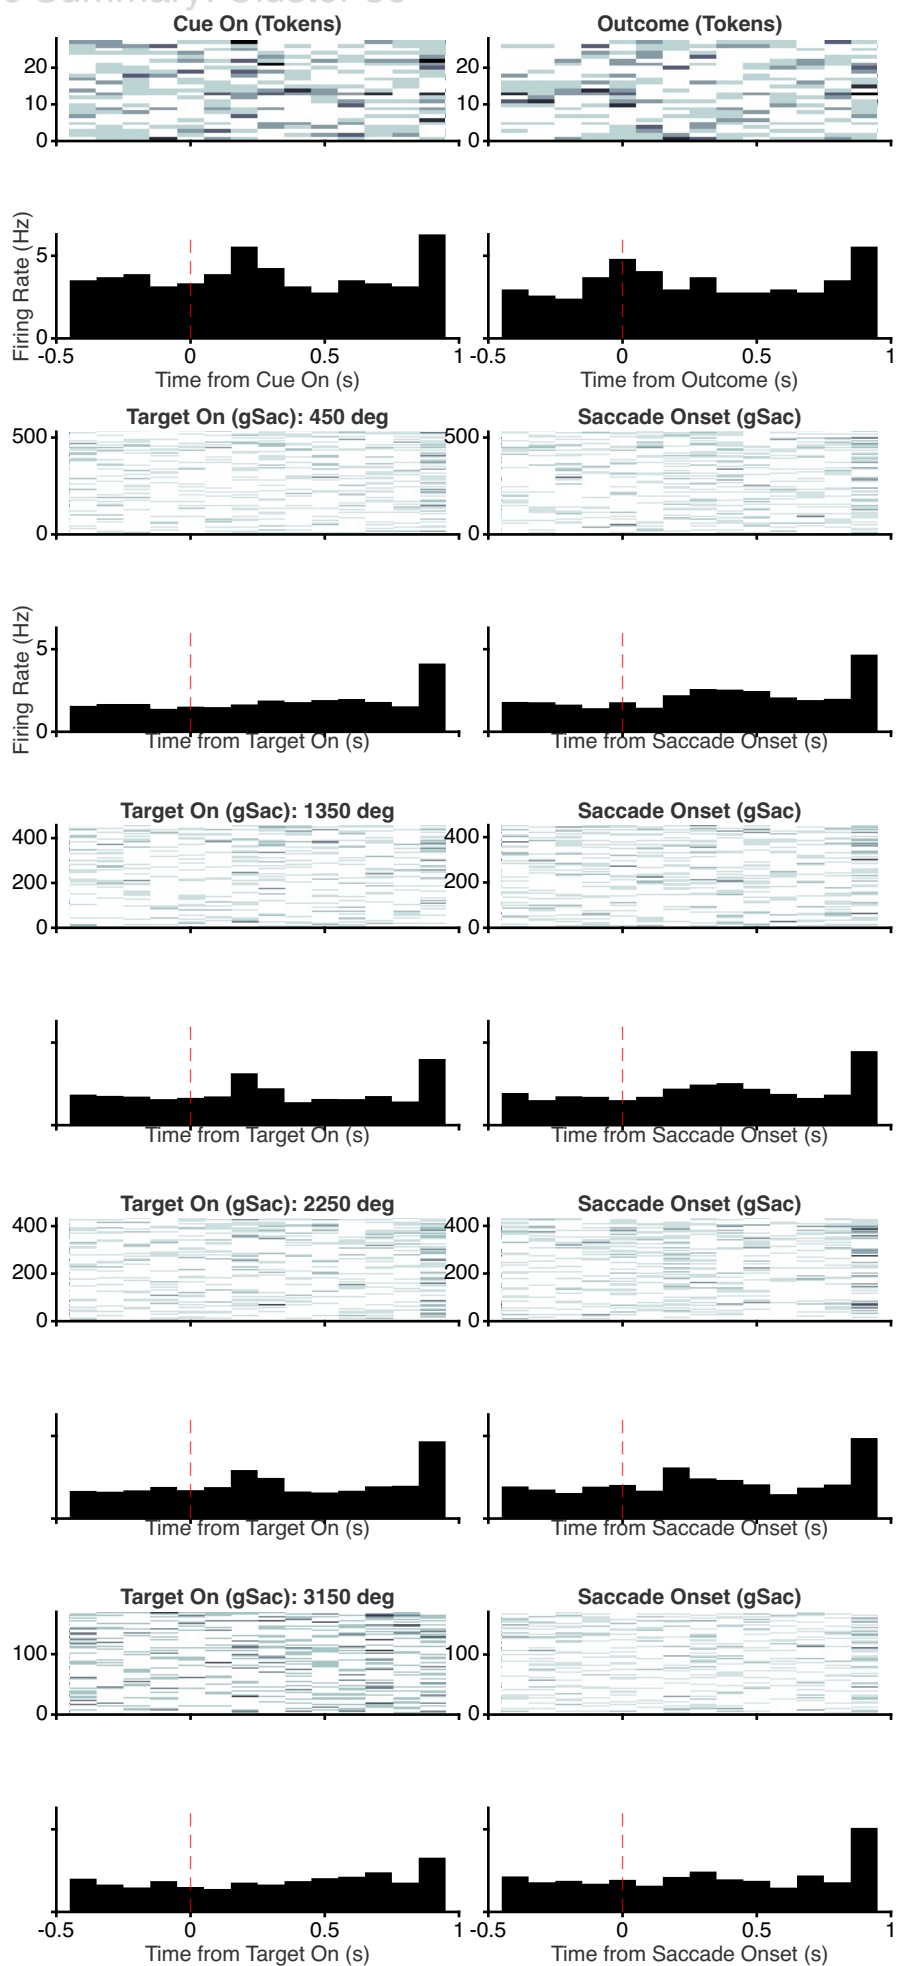 Summary: Cluster
Cue On (Tokens) Outcome (Tokens)
20 20
10 10
0 0
Firing Rate (Hz)
5
0
-0.5 0 0.5 1 -0.5 0 0.5 1
Time from Cue On (s) Time from Outcome (s)
Target On (gSac): 450 deg Saccade Onset (gSac)
500 500
0 0
Firing Rate (Hz)
5
0
Time from Target On (s) Time from Saccade Onset (s)
Target On (gSac): 1350 deg Saccade Onset (gSac)
400 400
200 200
0 0
Time from Target On (s) Time from Saccade Onset (s)
Target On (gSac): 2250 deg Saccade Onset (gSac)
400 400
200 200
0 0
Time from Target On (s) Time from Saccade Onset (s)
Target On (gSac): 3150 deg Saccade Onset (gSac)
100 100
0 0
-0.5 0 0.5 1 -0.5 0 0.5 1
Time from Target On (s) Time from Saccade Onset (s)